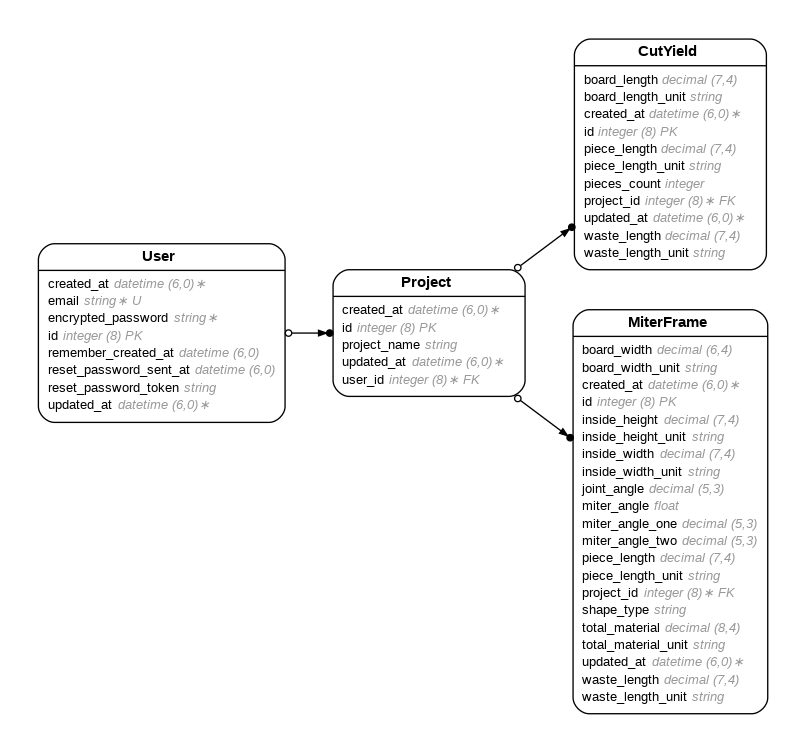 User
created_at datetime (6,0)∗
email string∗ U
encrypted_password string∗
id integer (8) PK
remember_created_at datetime (6,0)
reset_password_sent_at datetime (6,0)
reset_password_token string
updated_at datetime (6,0)∗
Project
created_at datetime (6,0)∗
id integer (8) PK
project_name string
updated_at datetime (6,0)∗
user_id integer (8)∗ FK
CutYield
board_length decimal (7,4)
board_length_unit string
created_at datetime (6,0)∗
id integer (8) PK
piece_length decimal (7,4)
piece_length_unit string
pieces_count integer
project_id integer (8)∗ FK
updated_at datetime (6,0)∗
waste_length decimal (7,4)
waste_length_unit string
MiterFrame
board_width decimal (6,4)
board_width_unit string
created_at datetime (6,0)∗
id integer (8) PK
inside_height decimal (7,4)
inside_height_unit string
inside_width decimal (7,4)
inside_width_unit string
joint_angle decimal (5,3)
miter_angle float
miter_angle_one decimal (5,3)
miter_angle_two decimal (5,3)
piece_length decimal (7,4)
piece_length_unit string
project_id integer (8)∗ FK
shape_type string
total_material decimal (8,4)
total_material_unit string
updated_at datetime (6,0)∗
waste_length decimal (7,4)
waste_length_unit string